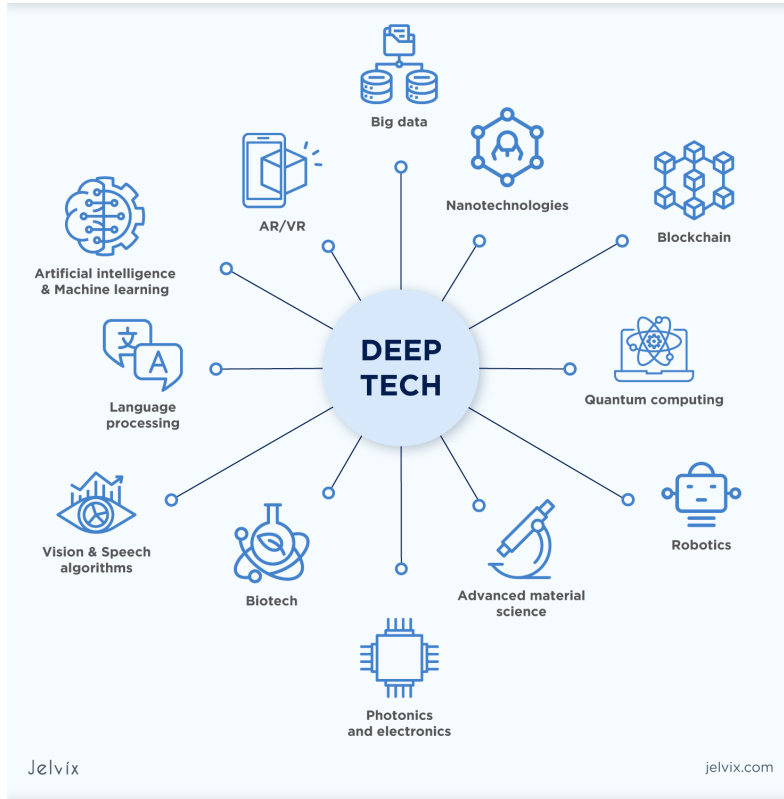 Big data
Nanotechnologies
Blockchain
AR/VR
Artificial intelligence
& Machine learning
DEEP
TECH
文
A
Language
processing
Quantum computing
Vision & Speech
algorithms
Robotics
Biotech
Advanced material
science
Photonics
and electronics
Jelvix
jelvix.com